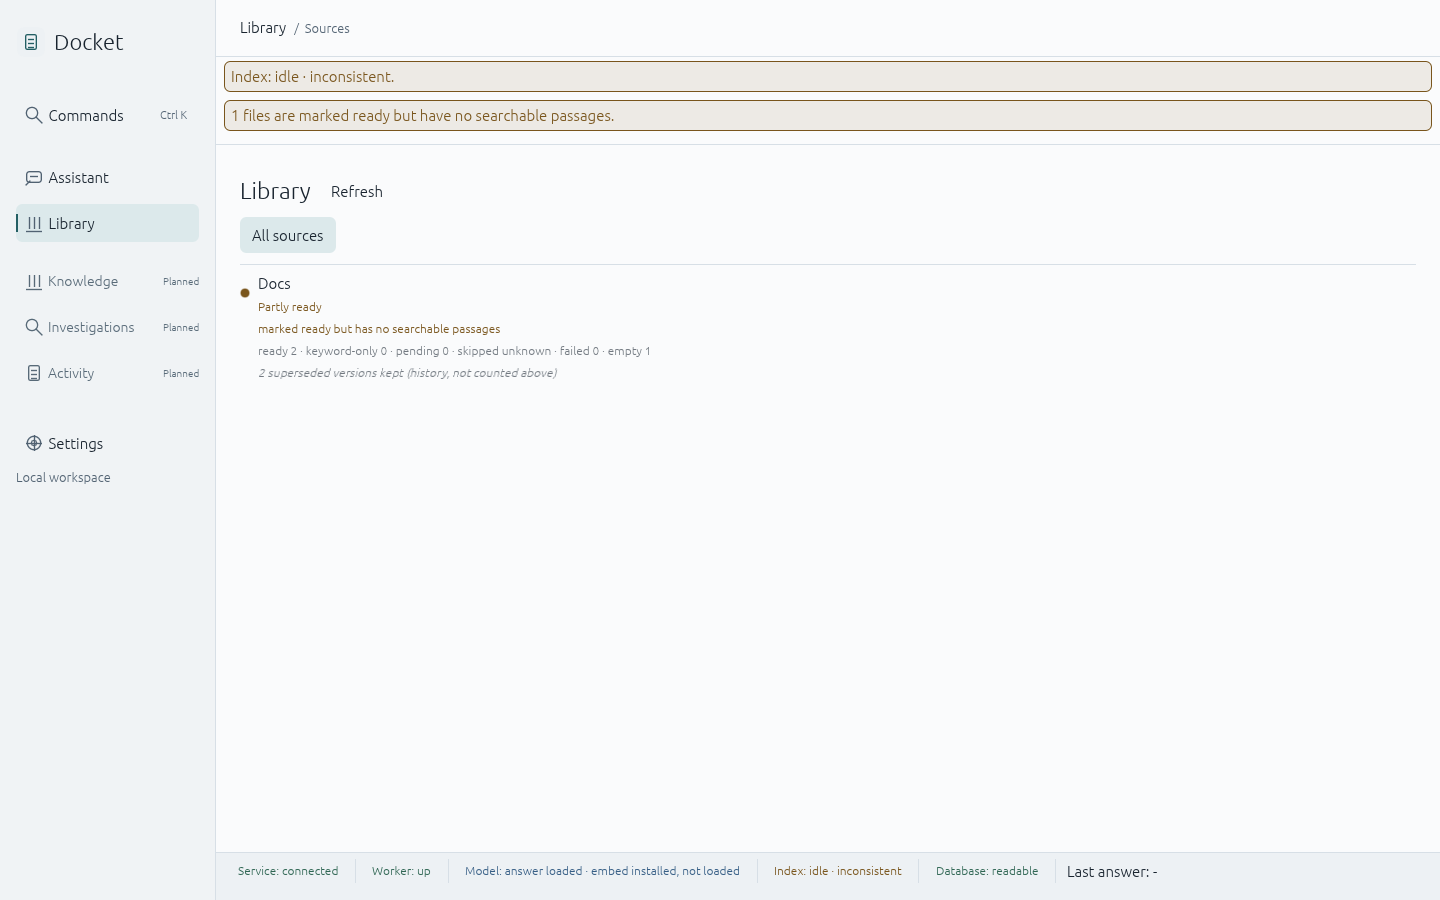 Docket
Commands Ctrl K
Assistant
Library
Knowledge Planned
Investigations Planned
Activity Planned
Settings
Local workspace
Library / Sources
Index: idle · inconsistent.
1 files are marked ready but have no searchable passages.
Library Refresh
All sources
Docs
Partly ready
marked ready but has no searchable passages
ready 2 · keyword-only 0 · pending 0 · skipped unknown · failed 0 · empty 1
2 superseded versions kept (history, not counted above)
Service: connected Worker: up Model: answer loaded · embed installed, not loaded Index: idle · inconsistent Database: readable Last answer: -